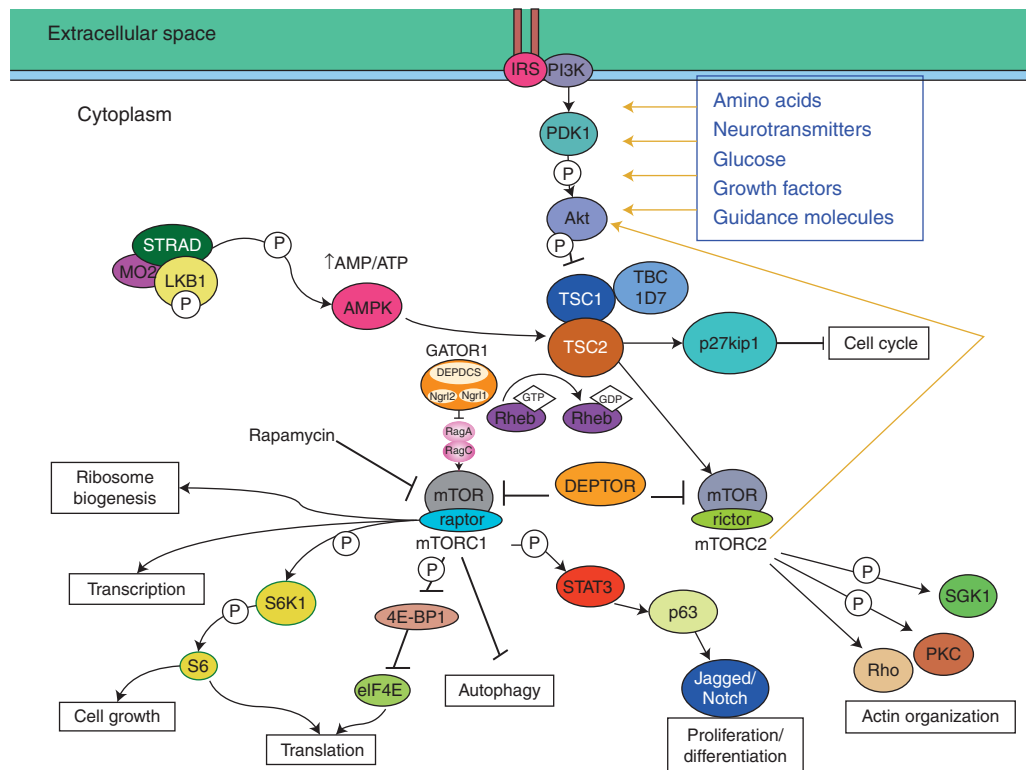 Extracellular space
IRS
PI3K
Cytoplasm
PDK1
P
Akt
P
Amino acids
Neurotransmitters
Glucose
Growth factors
Guidance molecules
STRAD
MO2
LKB1
P
P
↑AMP/ATP
AMPK
TSC1
TBC
1D7
TSC2
p27kip1
Cell cycle
GATOR1
DEPDCS
Ngrl2
Ngrl1
GTP
Rheb
GDP
Rheb
RagA
RagC
Rapamycin
Ribosome
biogenesis
mTOR
raptor
mTORC1
DEPTOR
mTOR
rictor
mTORC2
Transcription
P
S6K1
P
S6
Cell growth
P
4E-BP1
eIF4E
Translation
Autophagy
P
STAT3
p63
Jagged/
Notch
Proliferation/
differentiation
P
SGK1
P
PKC
Rho
Actin organization